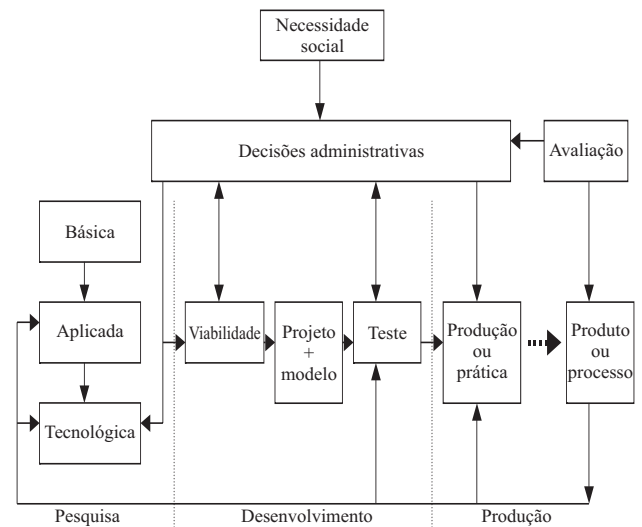 Necessidade
social
Decisões administrativas
Avaliação
Básica
Aplicada
Tecnológica
Viabilidade
Projeto
+
modelo
Teste
Produção
ou
prática
Produto
ou
processo
Pesquisa
Desenvolvimento
Produção